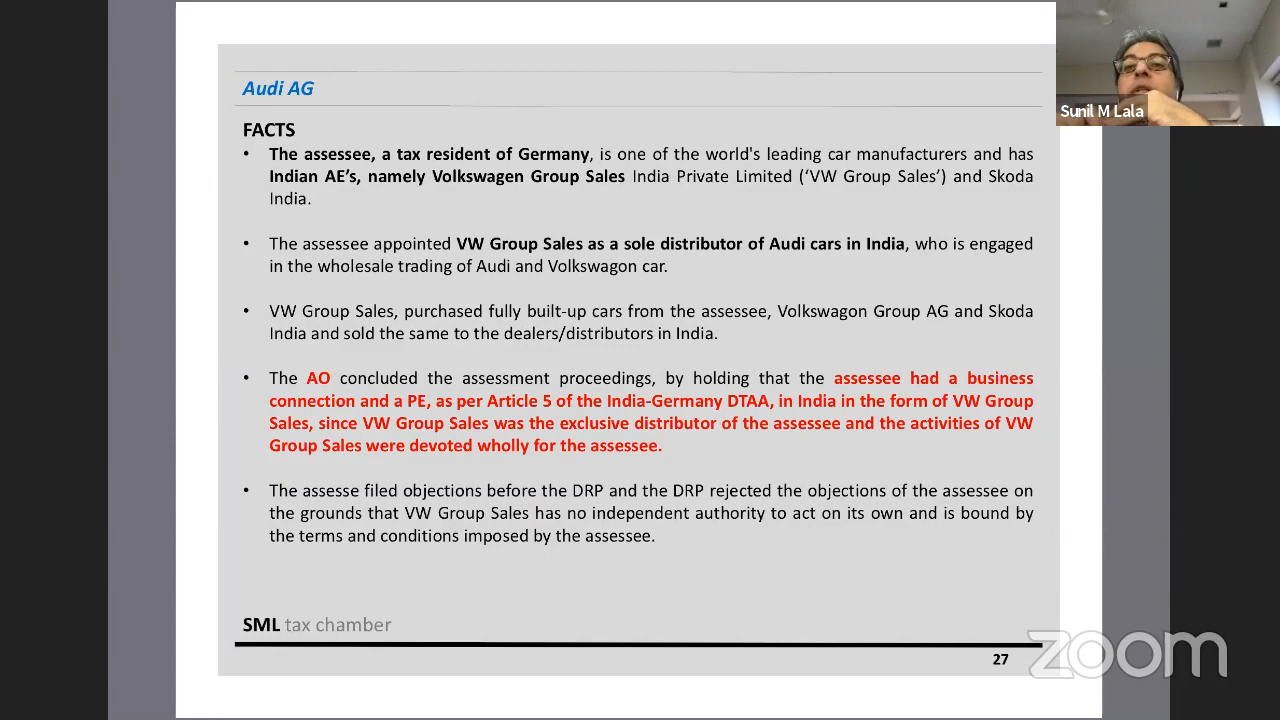 Audi AG
Sunil M Lala
FACTS
• The assessee, a tax resident of Germany, is one of the world's leading car manufacturers and has
Indian AE's, namely Volkswagen Group Sales India Private Limited ('VW Group Sales') and Skoda
India.
• The assessee appointed VW Group Sales as a sole distributor of Audi cars in India, who is engaged
in the wholesale trading of Audi and Volkswagon car.
• VW Group Sales, purchased fully built-up cars from the assessee, Volkswagon Group AG and Skoda
India and sold the same to the dealers/distributors in India.
• The AO concluded the assessment proceedings, by holding that the assessee had a business
connection and a PE, as per Article 5 of the India-Germany DTAA, in India in the form of VW Group
Sales, since VW Group Sales was the exclusive distributor of the assessee and the activities of VW
Group Sales were devoted wholly for the assessee.
• The assesse filed objections before the DRP and the DRP rejected the objections of the assessee on
the grounds that VW Group Sales has no independent authority to act on its own and is bound by
the terms and conditions imposed by the assessee.
SML tax chamber
27
zoom